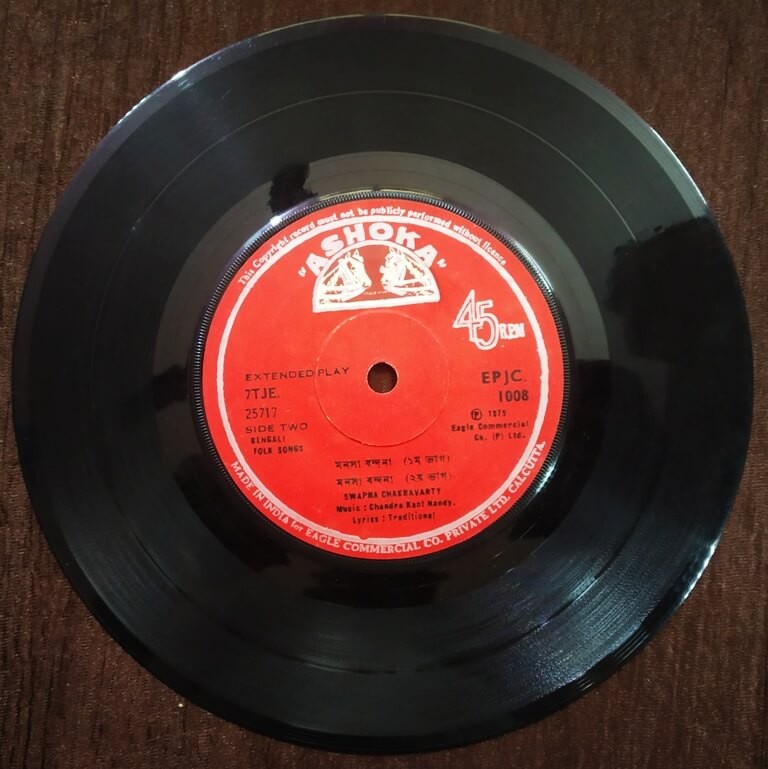 This Copyright record must not be publicly performed without licence
"ASHOKA"
45 RPM
EXTENDED PLAY
7TJE.
25717
SIDE TWO
BENGALI
FOLK SONGS
EPJC.
1008
Ⓟ 1975
Eagle Commercial
Co. (P) Ltd.
মনসা বন্দনা (১ম ভাগ)
মনসা বন্দনা (২য় ভাগ)
SWAPNA CHAKRAVARTY
Music : Chandra Kant Nandy.
Lyrics : Traditional
MADE IN INDIA for EAGLE COMMERCIAL CO. PRIVATE LTD. CALCUTTA.